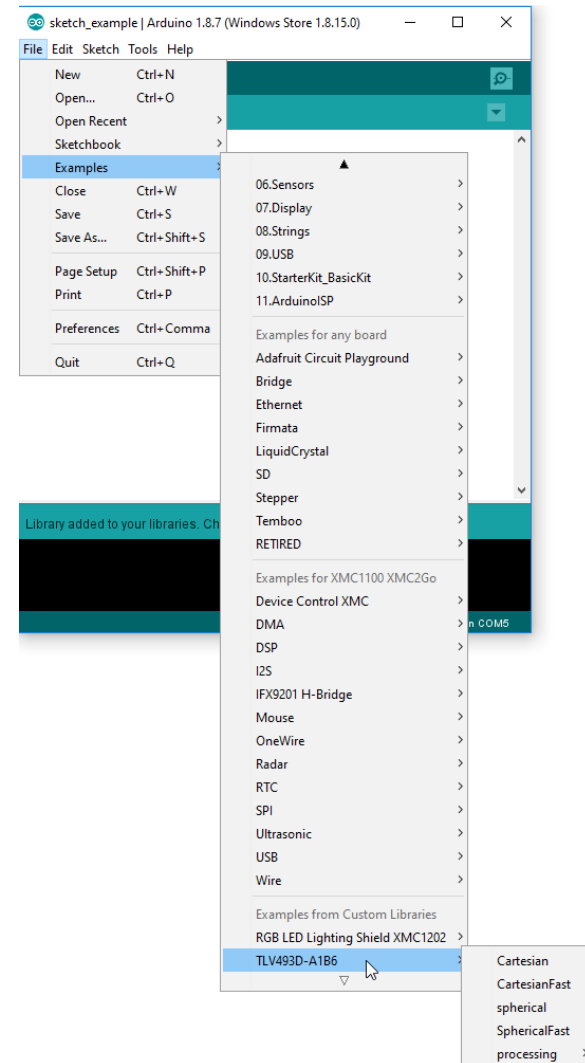 sketch_example | Arduino 1.8.7 (Windows Store 1.8.15.0)
File Edit Sketch Tools Help
New Ctrl+N
Open... Ctrl+O
Open Recent
Sketchbook
Examples
Close Ctrl+W
Save Ctrl+S
Save As... Ctrl+Shift+S
Page Setup Ctrl+Shift+P
Print Ctrl+P
Preferences Ctrl+Comma
Quit Ctrl+Q
06.Sensors
07.Display
08.Strings
09.USB
10.StarterKit_BasicKit
11.ArduinoISP
Examples for any board
Adafruit Circuit Playground
Bridge
Ethernet
Firmata
LiquidCrystal
SD
Stepper
Temboo
RETIRED
Examples for XMC1100 XMC2Go
Device Control XMC
DMA
DSP
I2S
IFX9201 H-Bridge
Mouse
OneWire
Radar
RTC
SPI
Ultrasonic
USB
Wire
Examples from Custom Libraries
RGB LED Lighting Shield XMC1202
TLV493D-A1B6
Cartesian
CartesianFast
spherical
SphericalFast
processing
Library added to your libraries. Ch
n COM5